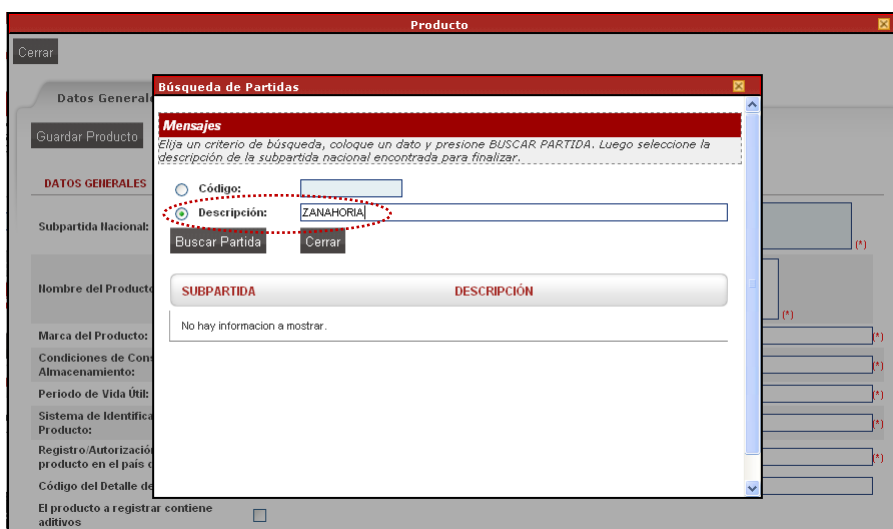 Producto
Cerrar
Datos Generale
Guardar Producto
DATOS GENERALES
Subpartida Nacional:
(*)
Nombre del Producto
(*)
Marca del Producto:
(*)
Condiciones de Cons
Almacenamiento:
(*)
Periodo de Vida Útil:
(*)
Sistema de Identifica
Producto:
(*)
Registro/Autorización
producto en el país d
(*)
Código del Detalle de
El producto a registrar contiene
aditivos
Búsqueda de Partidas
Mensajes
Elija un criterio de búsqueda, coloque un dato y presione BUSCAR PARTIDA. Luego seleccione la
descripción de la subpartida nacional encontrada para finalizar.
Código:
Descripción: ZANAHORIA
Buscar Partida Cerrar
SUBPARTIDA DESCRIPCIÓN
No hay informacion a mostrar.